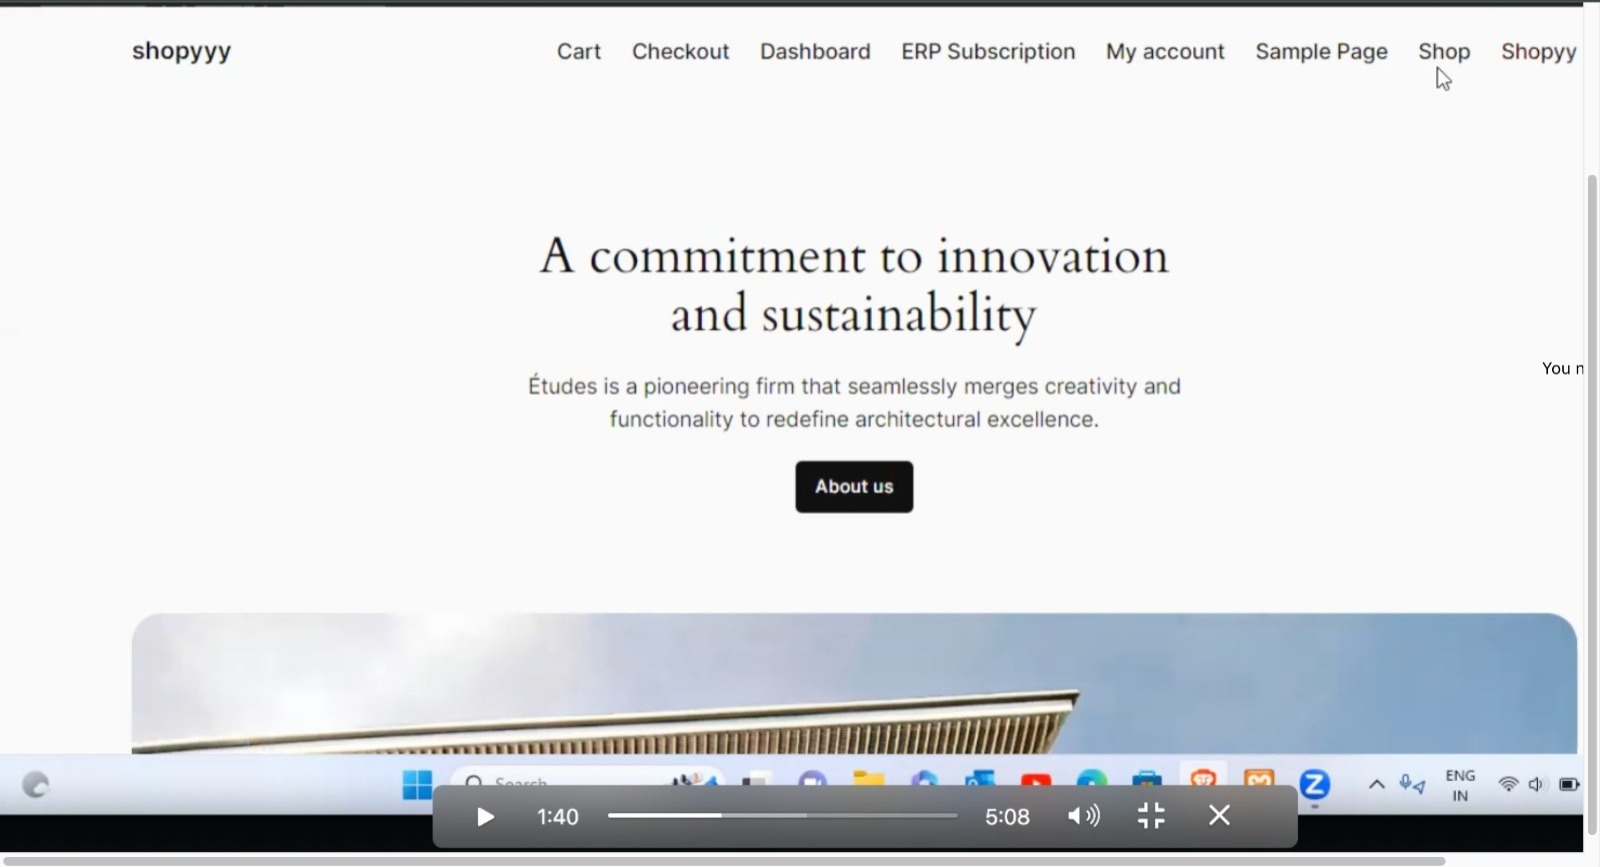 shopyyy
Cart Checkout Dashboard ERP Subscription My account Sample Page Shop Shopyy
A commitment to innovation
and sustainability
Études is a pioneering firm that seamlessly merges creativity and
functionality to redefine architectural excellence.
You n
About us
Search
ENG
IN
1:40
5:08